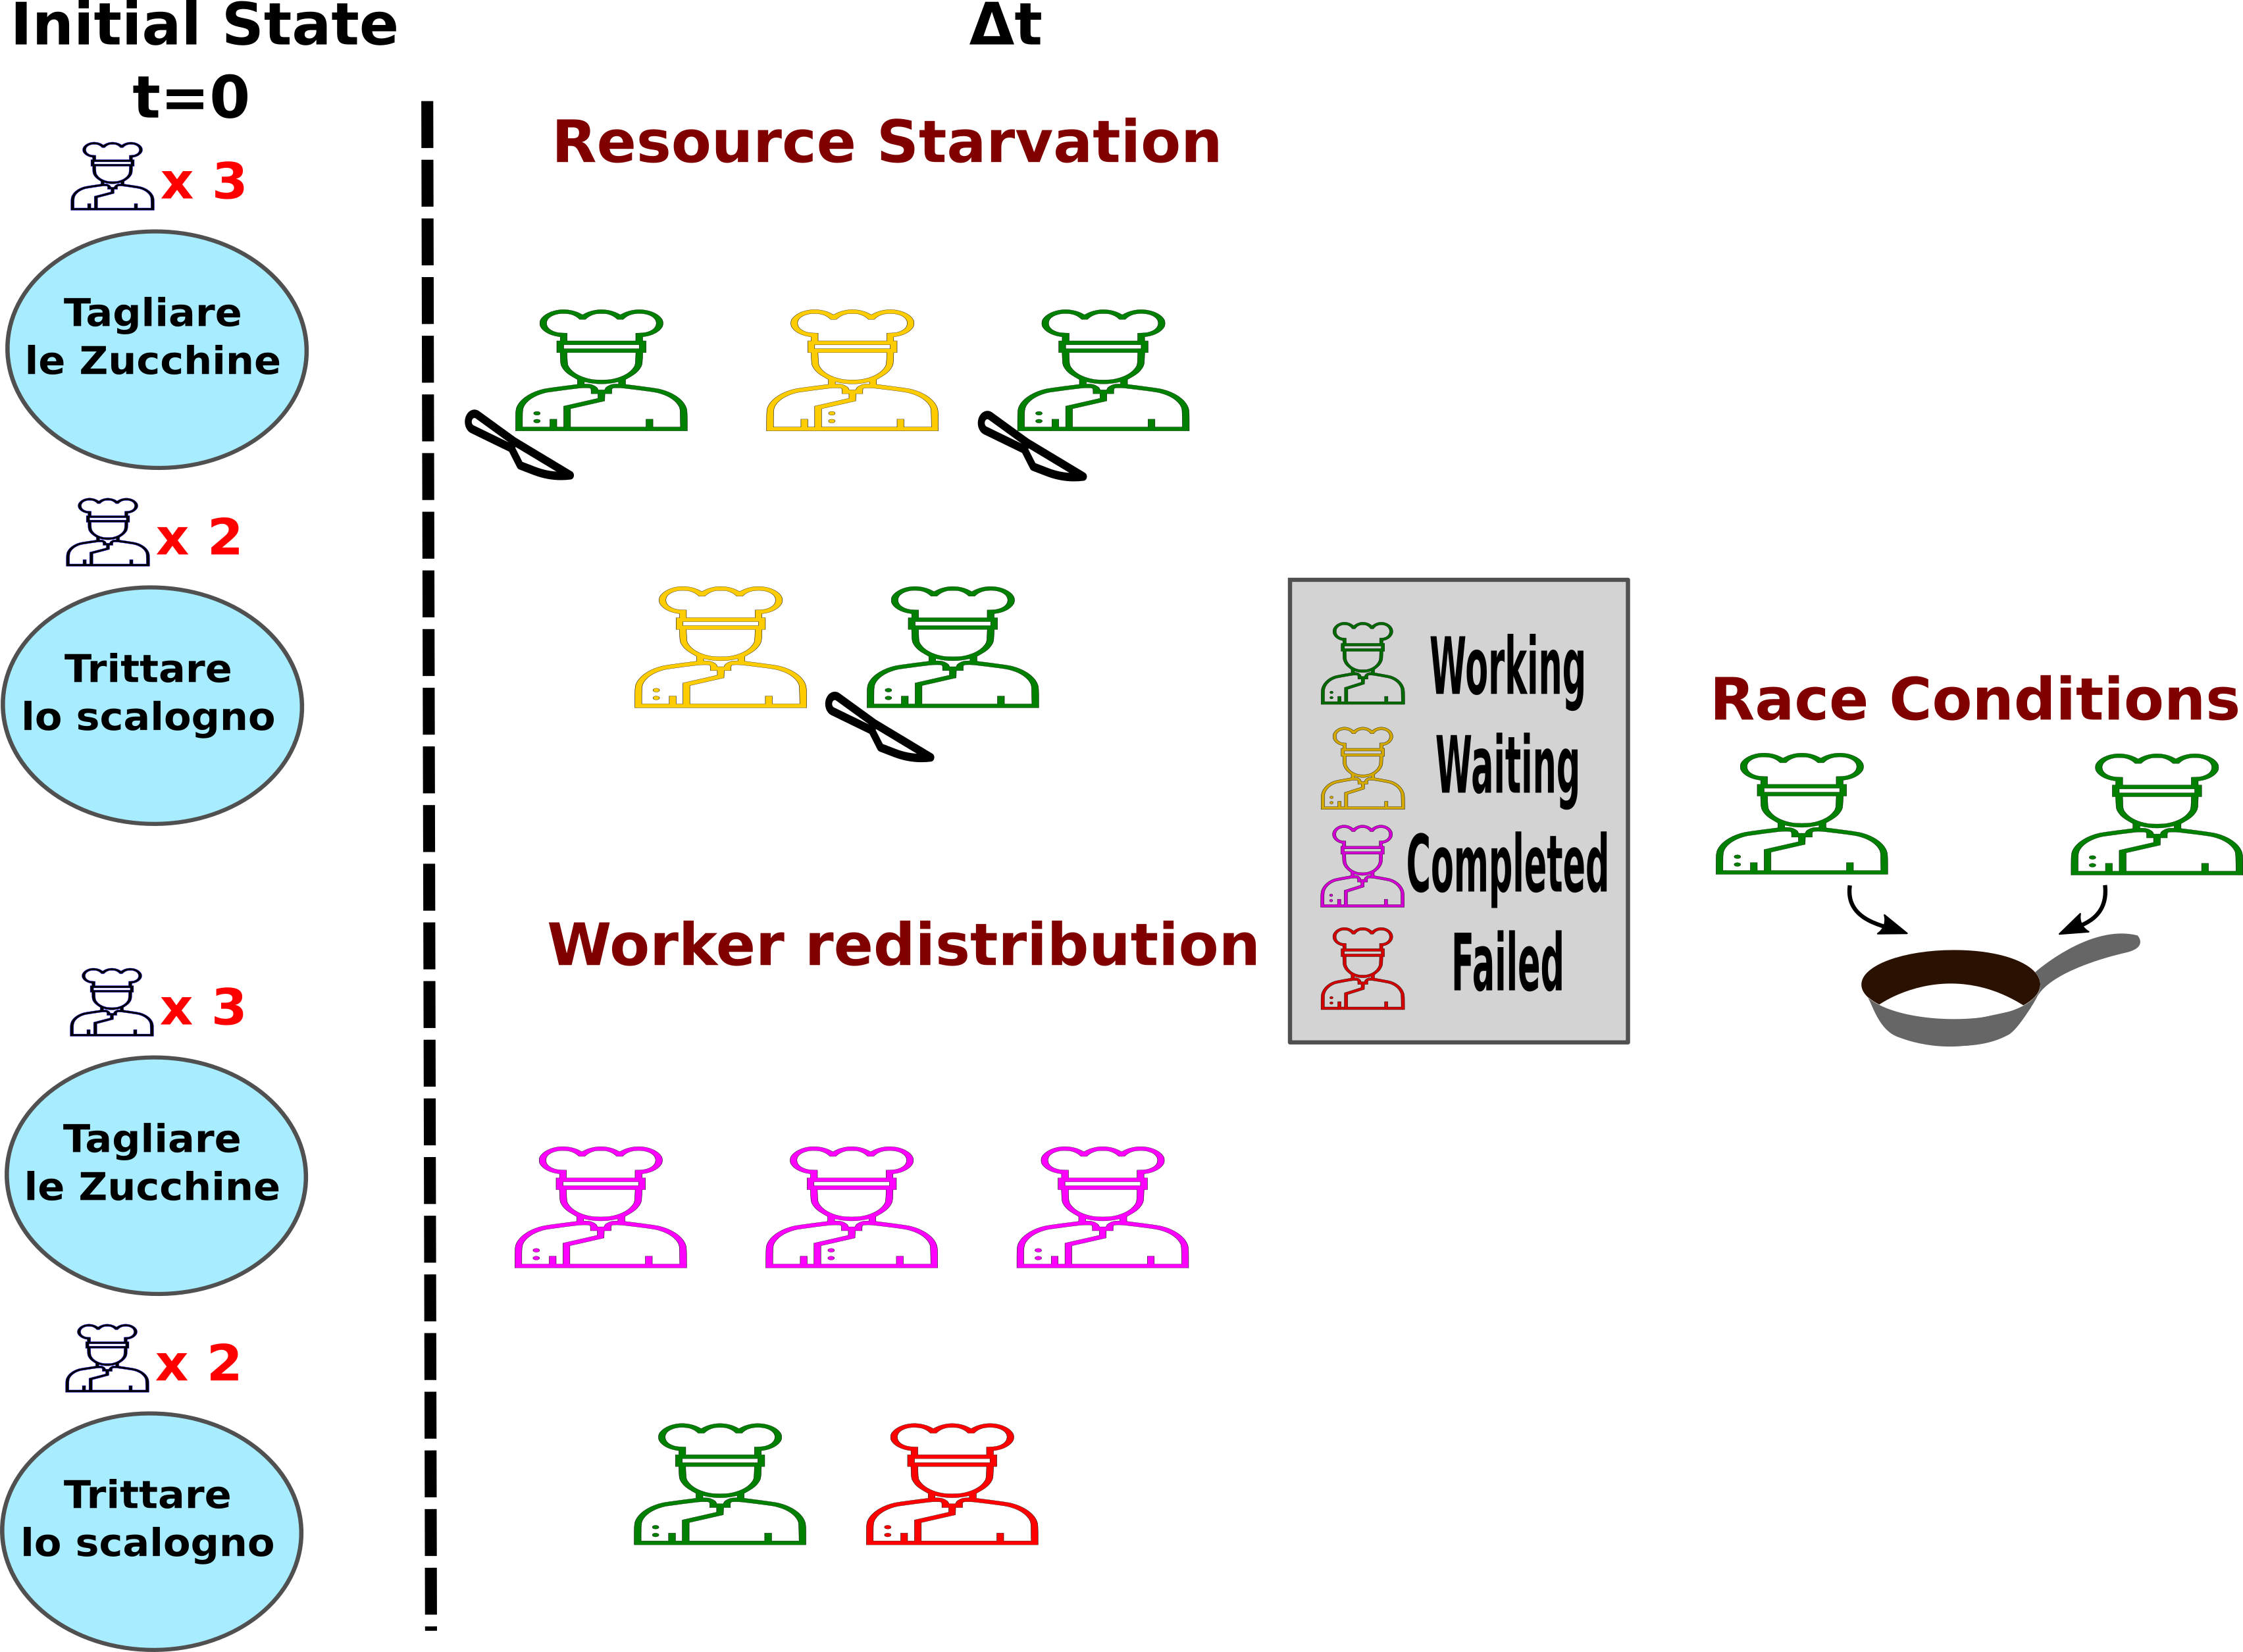 Initial State
t=0
Δt
Resource Starvation
x 3
Tagliare
le Zucchine
x 2
Trittare
lo scalogno
Worker redistribution
x 3
Tagliare
le Zucchine
x 2
Trittare
lo scalogno
Working
Waiting
Completed
Failed
Race Conditions